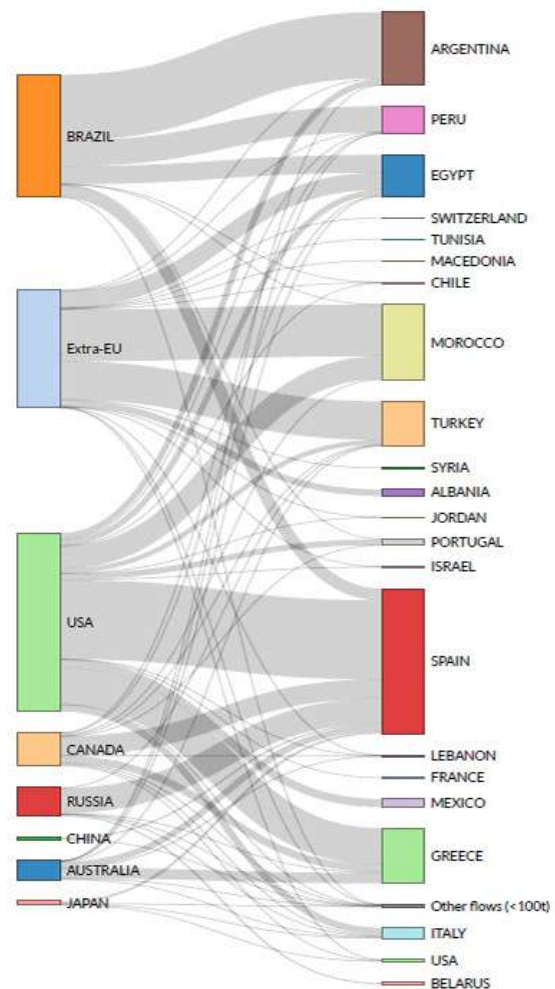 BRAZIL
Extra-EU
USA
CANADA
RUSSIA
CHINA
AUSTRALIA
JAPAN
ARGENTINA
PERU
EGYPT
SWITZERLAND
TUNISIA
MACEDONIA
CHILE
MOROCCO
TURKEY
SYRIA
ALBANIA
JORDAN
PORTUGAL
ISRAEL
SPAIN
LEBANON
FRANCE
MEXICO
GREECE
Other flows (<100t)
ITALY
USA
BELARUS